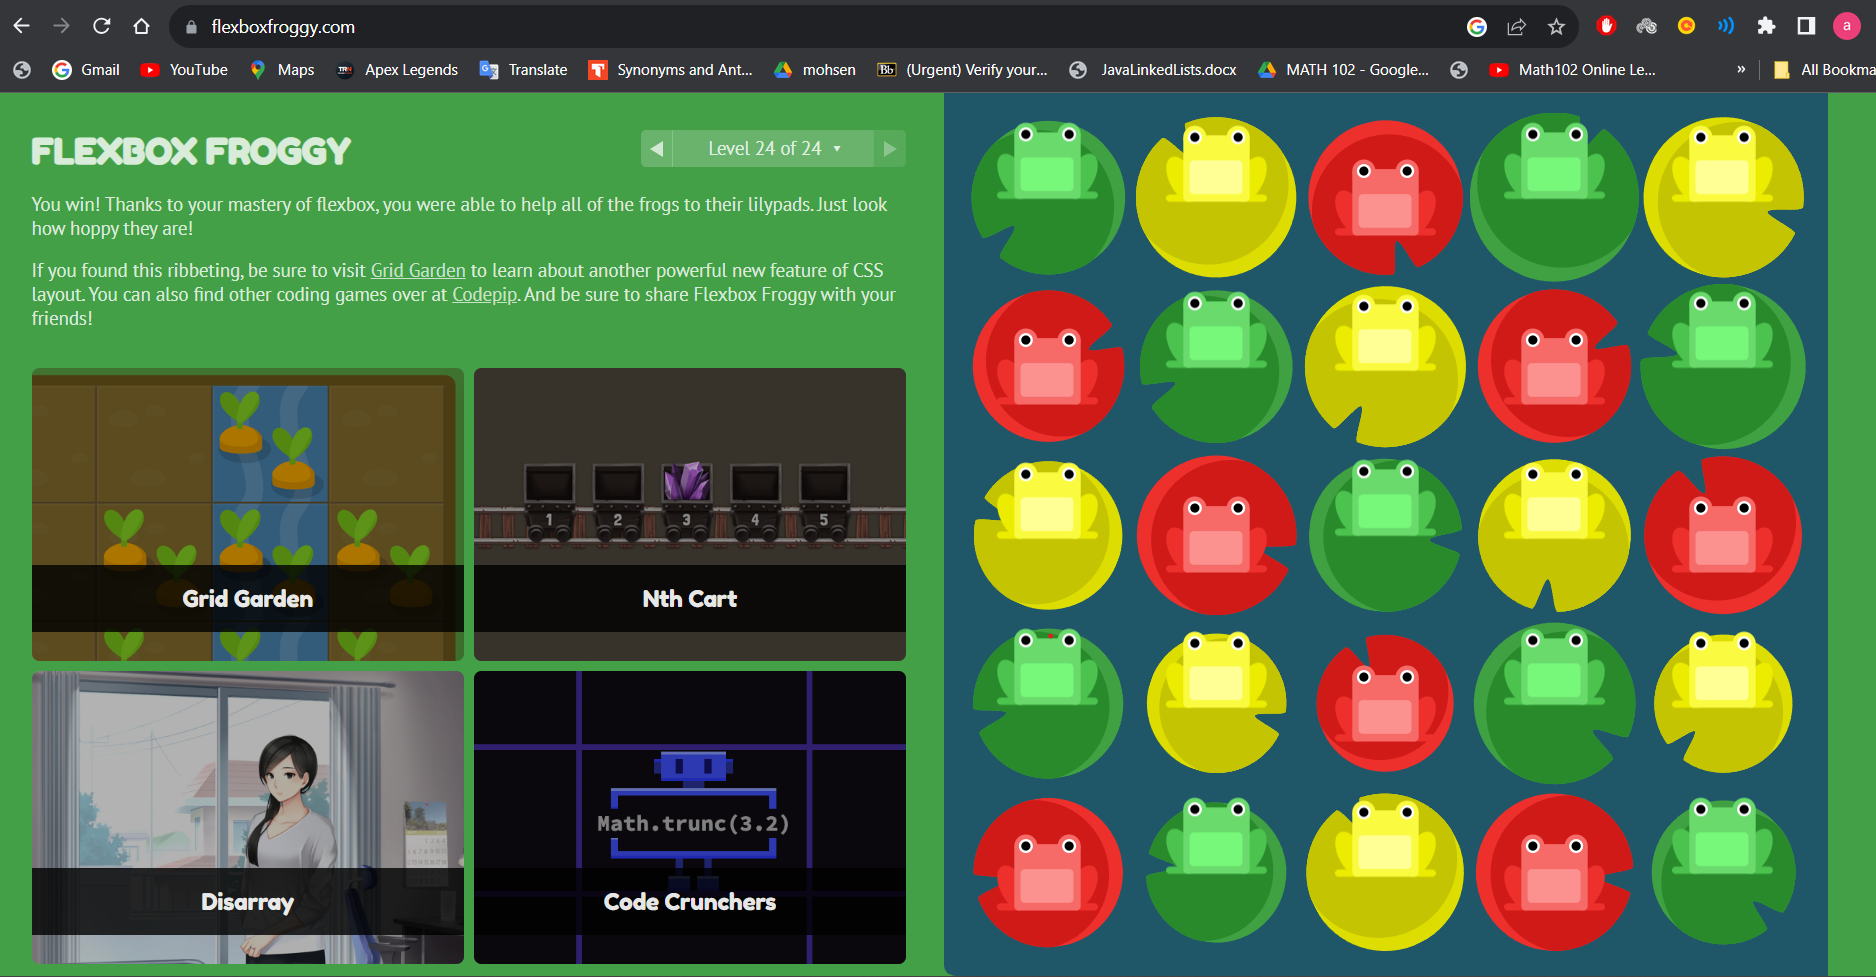 flexboxfroggy.com
a
Gmail YouTube Maps Apex Legends Translate Synonyms and Ant... mohsen Bb (Urgent) Verify your... JavaLinkedLists.docx MATH 102 - Google... Math102 Online Le... » All Bookma
FLEXBOX FROGGY
◀ Level 24 of 24 ▼ ▶
You win! Thanks to your mastery of flexbox, you were able to help all of the frogs to their lilypads. Just look
how hoppy they are!
If you found this ribbeting, be sure to visit Grid Garden to learn about another powerful new feature of CSS
layout. You can also find other coding games over at Codepip. And be sure to share Flexbox Froggy with your
friends!
1 2 3 4 5
Grid Garden
Nth Cart
Math.trunc(3.2)
Disarray
Code Crunchers